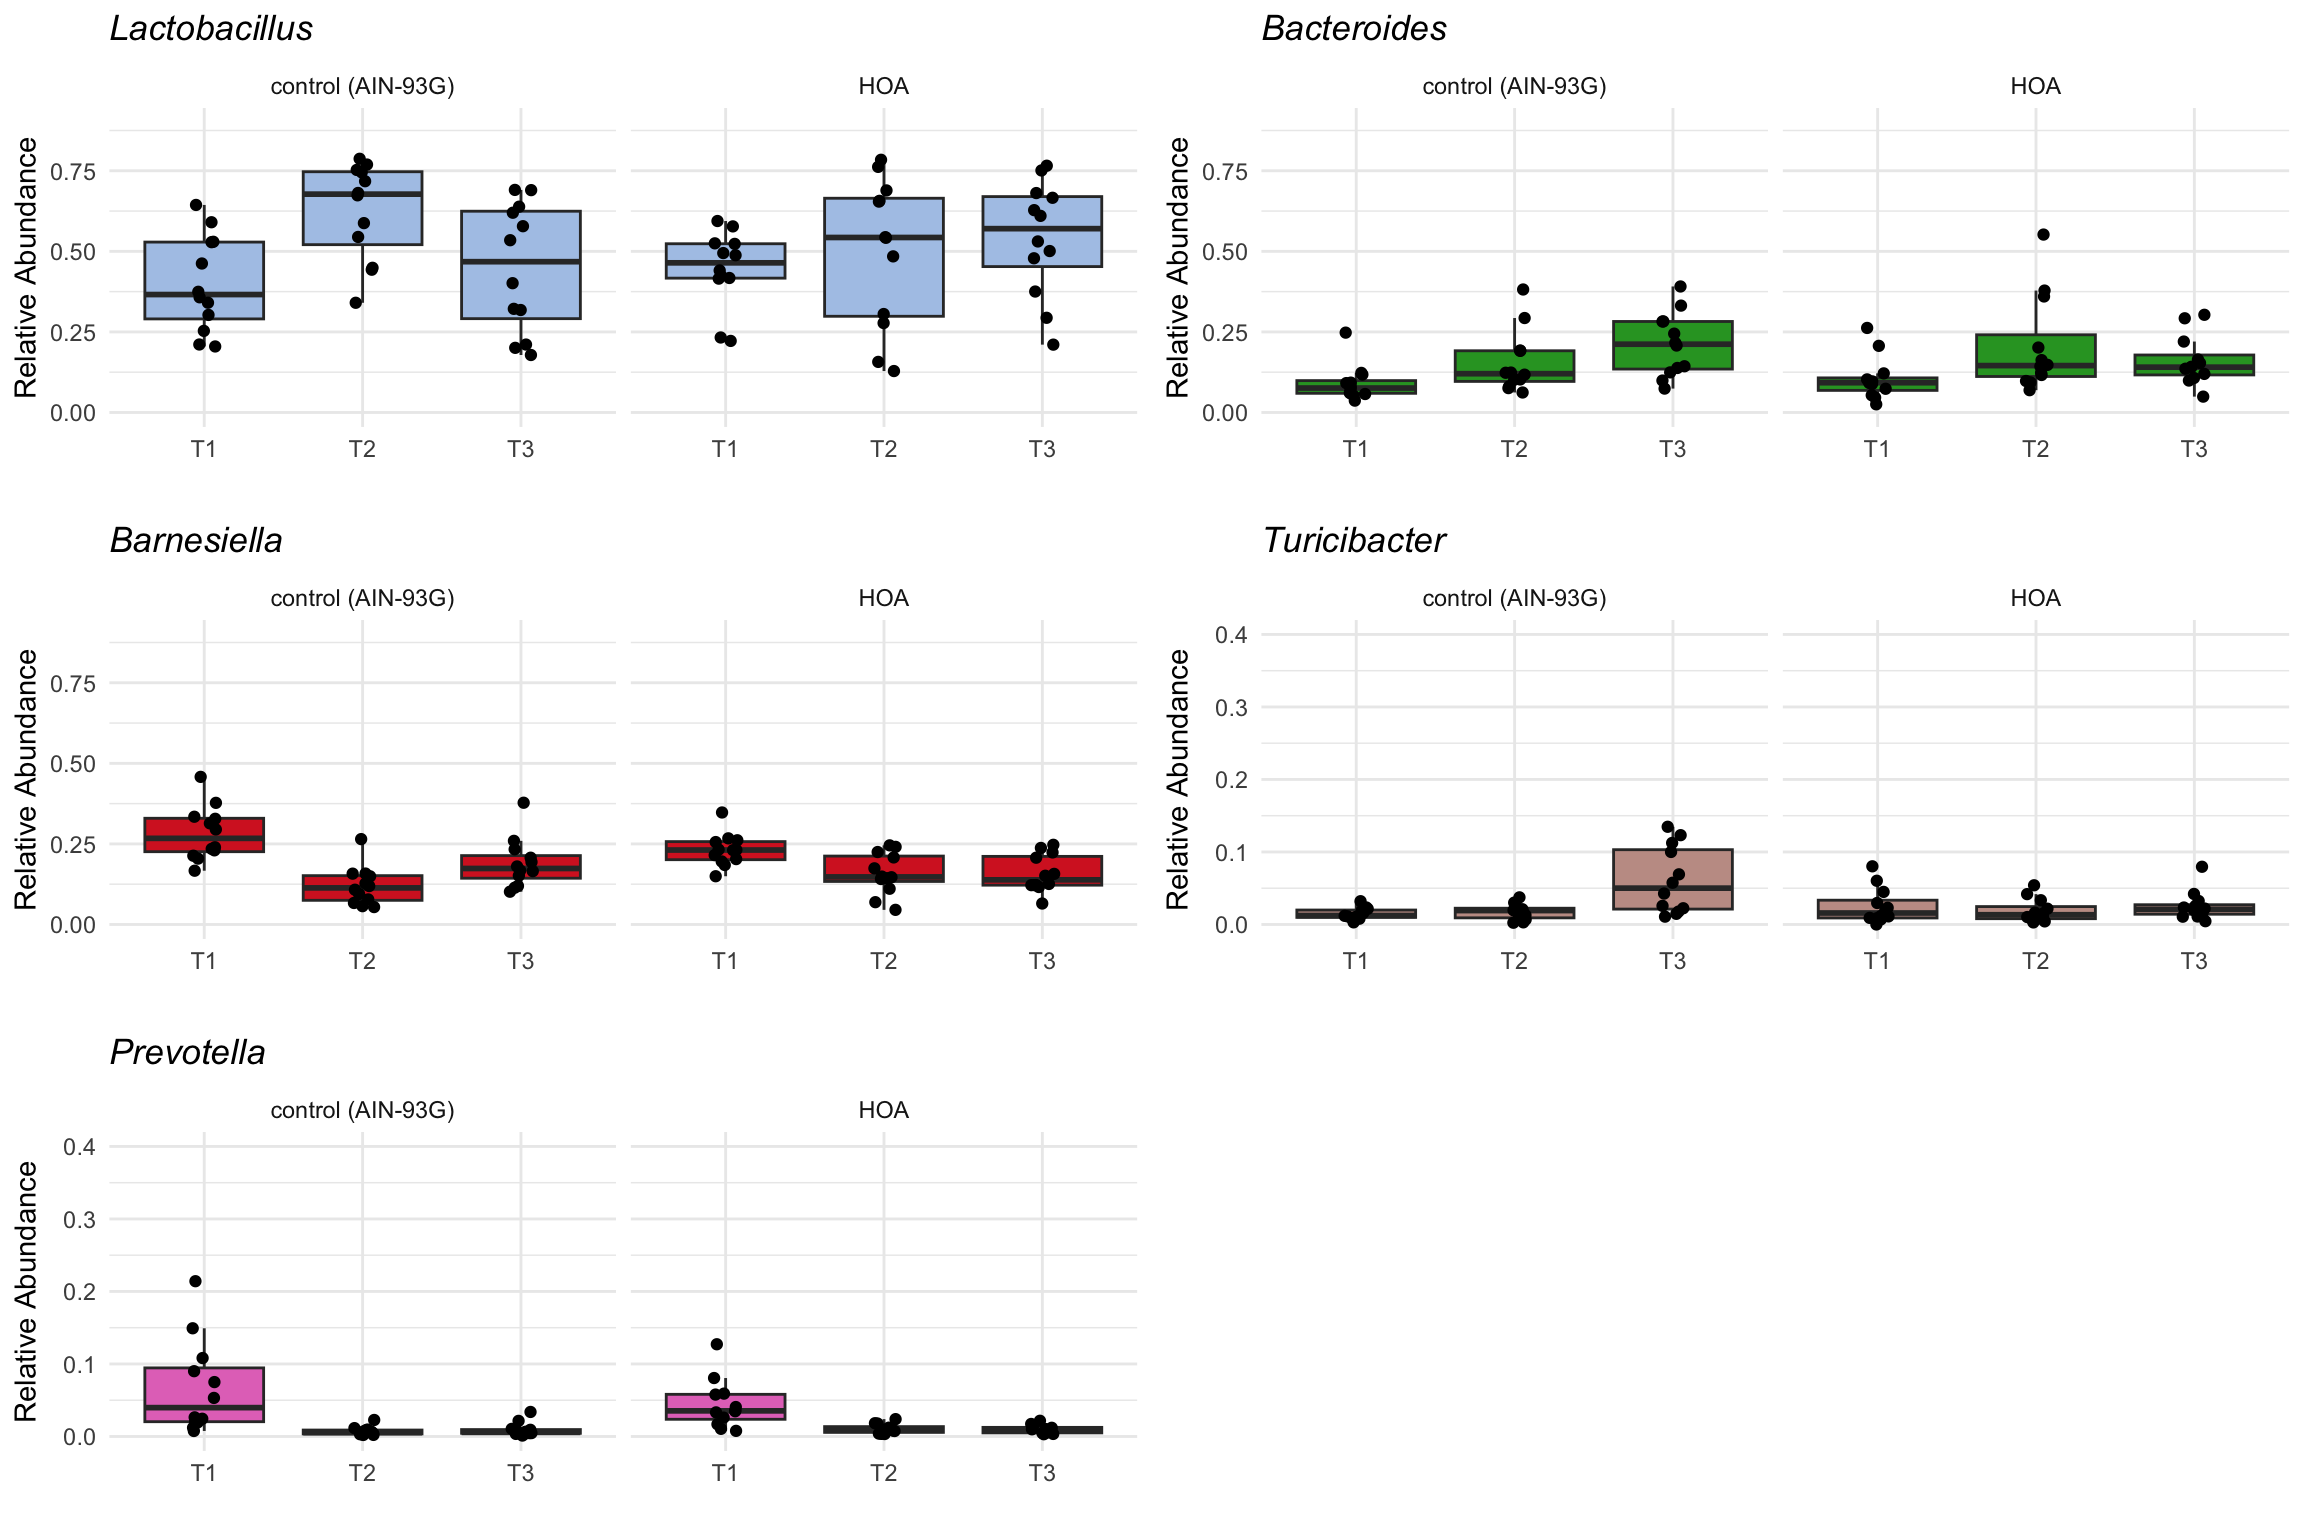 Lactobacillus
control (AIN-93G) HOA
Relative Abundance
0.75
0.50
0.25
0.00
T1 T2 T3 T1 T2 T3
Bacteroides
control (AIN-93G) HOA
Relative Abundance
0.75
0.50
0.25
0.00
T1 T2 T3 T1 T2 T3
Barnesiella
control (AIN-93G) HOA
Relative Abundance
0.75
0.50
0.25
0.00
T1 T2 T3 T1 T2 T3
Turicibacter
control (AIN-93G) HOA
Relative Abundance
0.4
0.3
0.2
0.1
0.0
T1 T2 T3 T1 T2 T3
Prevotella
control (AIN-93G) HOA
Relative Abundance
0.4
0.3
0.2
0.1
0.0
T1 T2 T3 T1 T2 T3